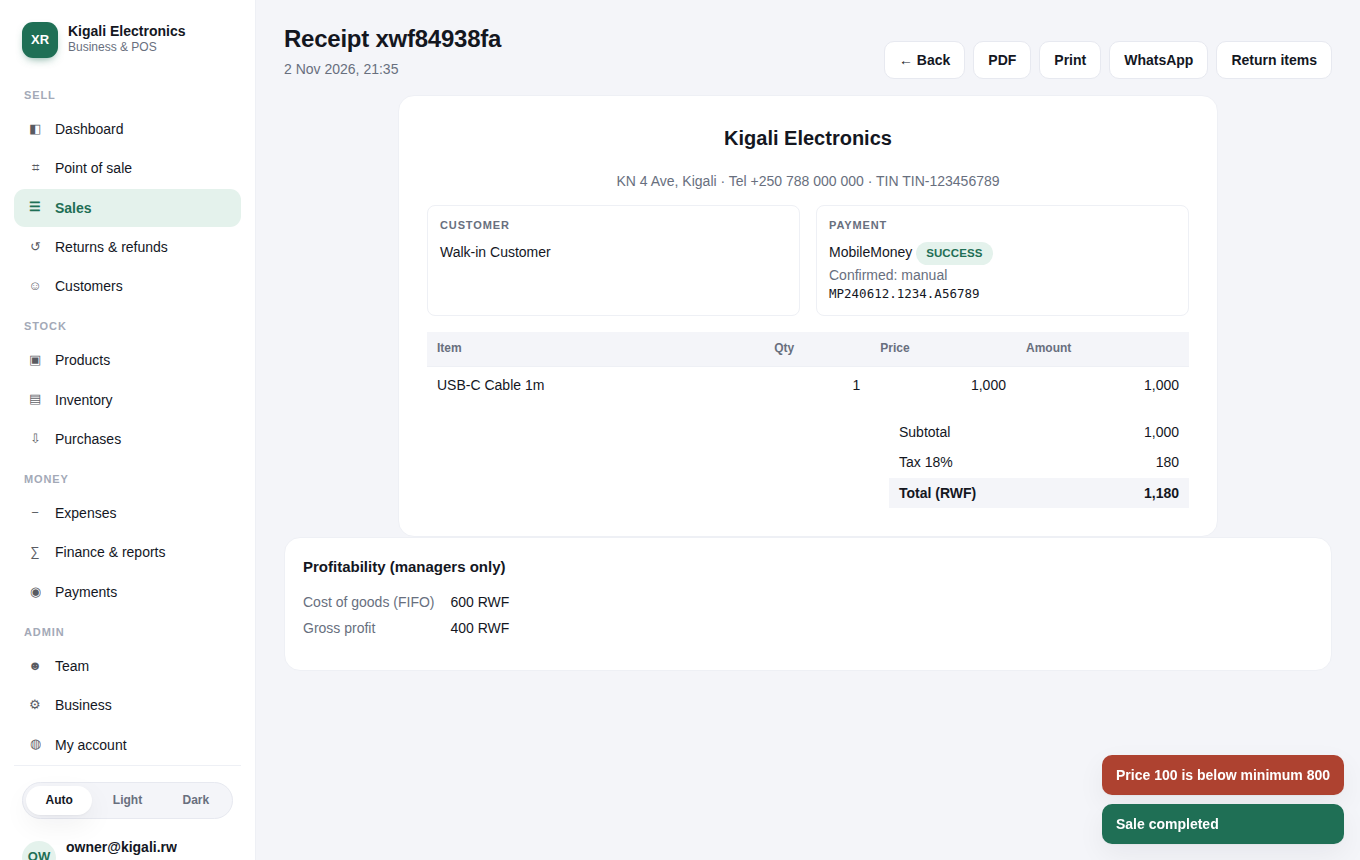 XR
Kigali Electronics
Business & POS
SELL
Dashboard
Point of sale
Sales
Returns & refunds
Customers
STOCK
Products
Inventory
Purchases
MONEY
Expenses
Finance & reports
Payments
ADMIN
Team
Business
My account
Auto Light Dark
OW
owner@kigali.rw
Receipt xwf84938fa
2 Nov 2026, 21:35
← Back PDF Print WhatsApp Return items
Kigali Electronics
KN 4 Ave, Kigali · Tel +250 788 000 000 · TIN TIN-123456789
CUSTOMER
Walk-in Customer
PAYMENT
MobileMoney SUCCESS
Confirmed: manual
MP240612.1234.A56789
Item Qty Price Amount
USB-C Cable 1m 1 1,000 1,000
Subtotal 1,000
Tax 18% 180
Total (RWF) 1,180
Profitability (managers only)
Cost of goods (FIFO) 600 RWF
Gross profit 400 RWF
Price 100 is below minimum 800
Sale completed